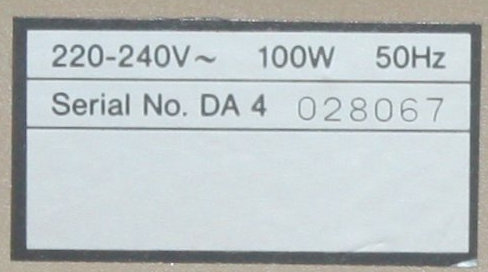 220-240V~ 100W 50Hz
Serial No. DA 4 028067